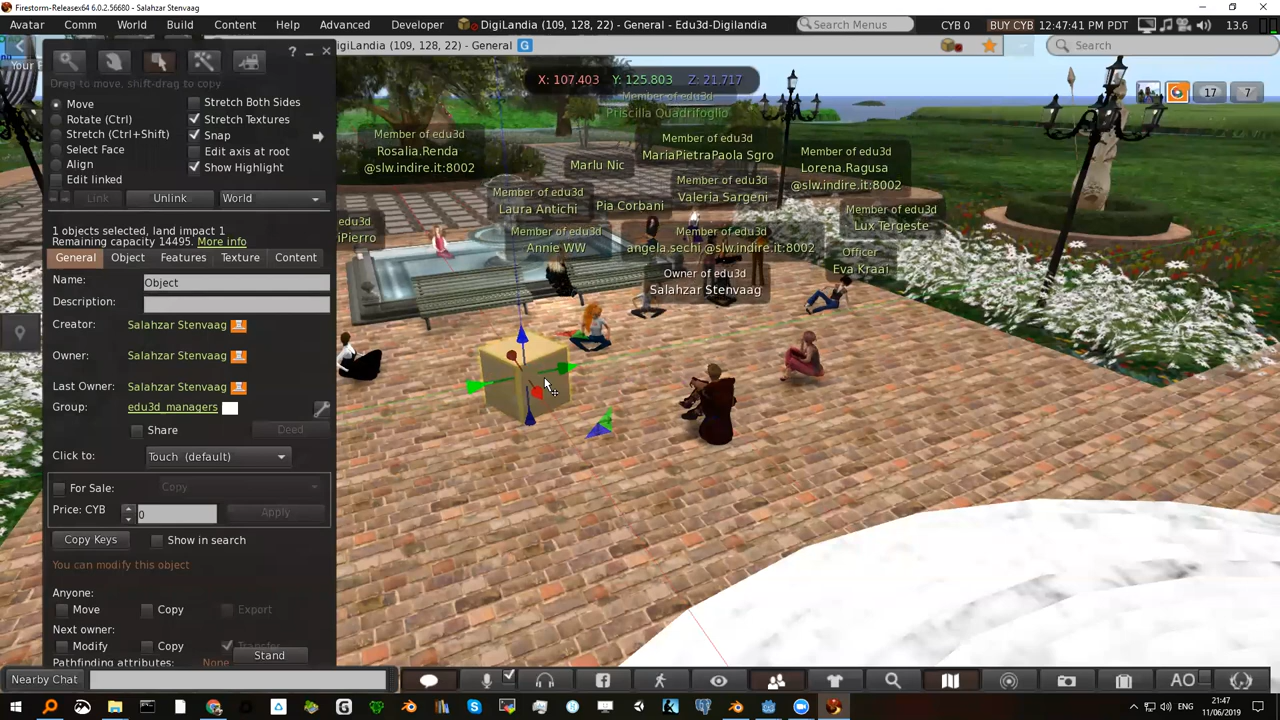 Firestorm-Releasex64 6.0.2.56680 - Salahzar Stenvaag
Avatar Comm World Build Content Help Advanced Developer DigiLandia (109, 128, 22) - General - Edu3d-Digilandia Search Menus CYB 0 BUY CYB 12:47:41 PM PDT 13.6
DigiLandia (109, 128, 22) - General G Search
X: 107.403 Y: 125.803 Z: 21.717
17 7
? _ ×
Drag to move, shift-drag to copy
Move
Rotate (Ctrl)
Stretch (Ctrl+Shift)
Select Face
Align
Edit linked
Stretch Both Sides
Stretch Textures
Snap
Edit axis at root
Show Highlight
Link Unlink World
1 objects selected, land impact 1
Remaining capacity 14495. More info
General Object Features Texture Content
Name: Object
Description:
Creator: Salahzar Stenvaag
Owner: Salahzar Stenvaag
Last Owner: Salahzar Stenvaag
Group: edu3d_managers
Share Deed
Click to: Touch (default)
For Sale: Copy
Price: CYB 0 Apply
Copy Keys Show in search
You can modify this object
Anyone:
Move Copy Export
Next owner:
Modify Copy Transfer
Pathfinding attributes: None
Stand
Member of edu3d
Priscilla Quadrifoglio
Member of edu3d
Rosalia.Renda
@slw.indire.it:8002
Marlu Nic
Member of edu3d
MariaPietraPaola Sgro
Member of edu3d
Lorena.Ragusa
@slw.indire.it:8002
Member of edu3d
Laura Antichi
Pia Corbani
Member of edu3d
Valeria Sargeni
Member of edu3d
Lux Tergeste
edu3d
iPierro
Member of edu3d
Annie WW
Member of edu3d
angela.sechi @slw.indire.it:8002
Officer
Eva Kraai
Owner of edu3d
Salahzar Stenvaag
Nearby Chat
AO
ENG
21:47
11/06/2019